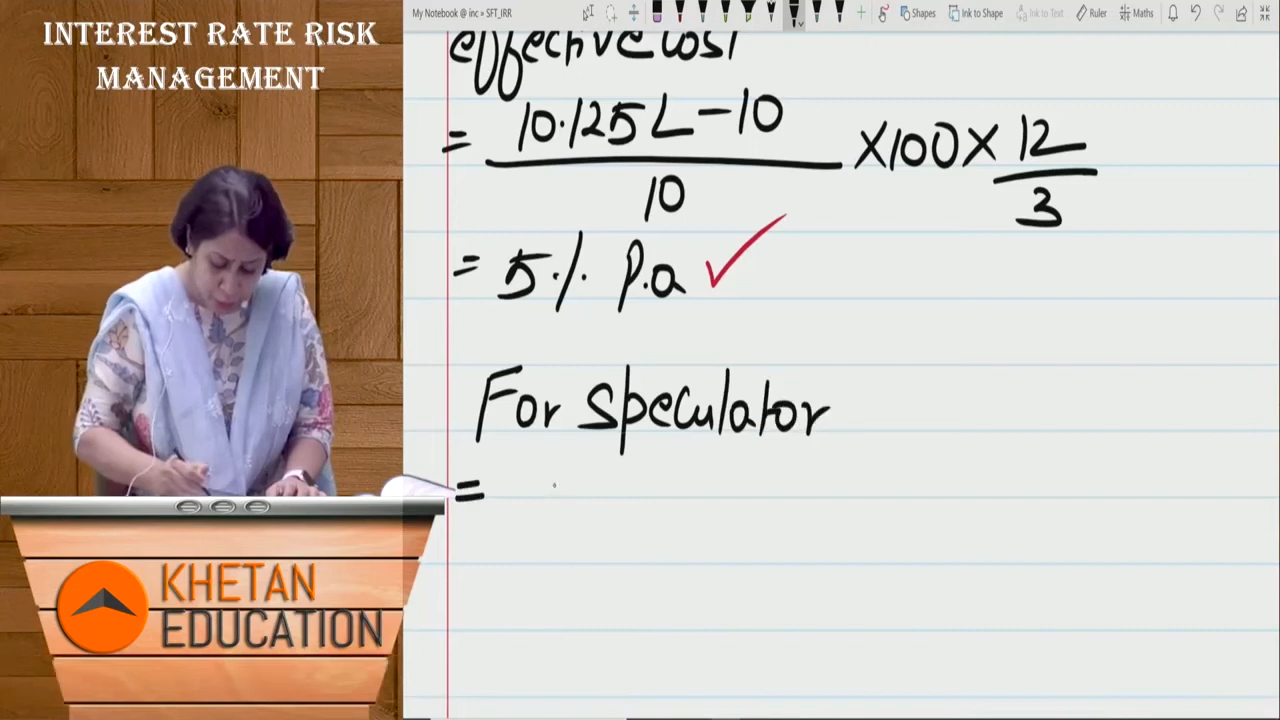 INTEREST RATE RISK
MANAGEMENT
My Notebook @ inc » SFT_IRR
Shapes
Ink to Shape
Ink to Text
Ruler
Maths
effective cost
= 10.125L - 10 / 10 × 100 × 12 / 3
= 5% P.a ✓
For speculator
=
KHETAN
EDUCATION